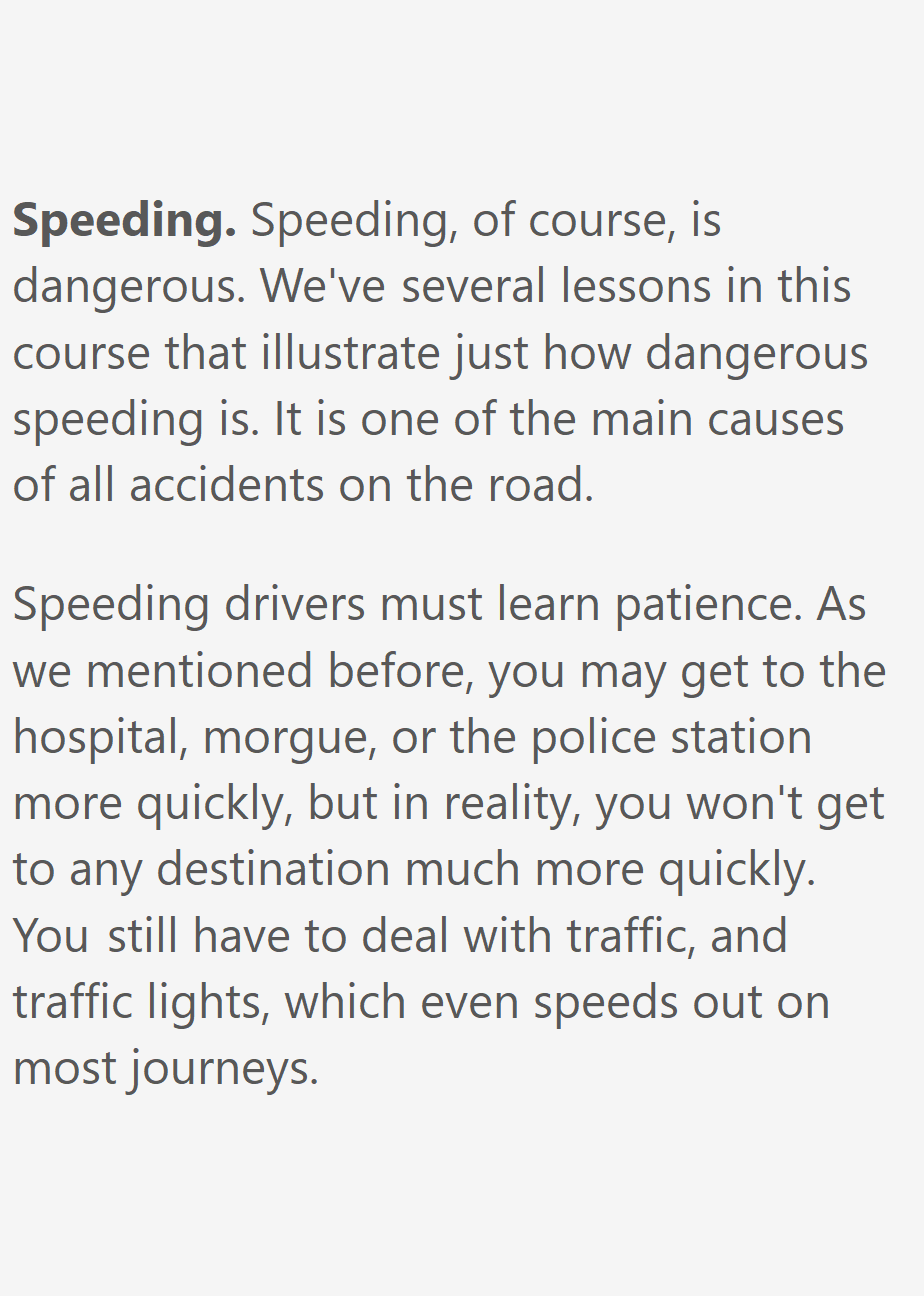 Speeding. Speeding, of course, is
dangerous. We've several lessons in this
course that illustrate just how dangerous
speeding is. It is one of the main causes
of all accidents on the road.
Speeding drivers must learn patience. As
we mentioned before, you may get to the
hospital, morgue, or the police station
more quickly, but in reality, you won't get
to any destination much more quickly.
You still have to deal with traffic, and
traffic lights, which even speeds out on
most journeys.